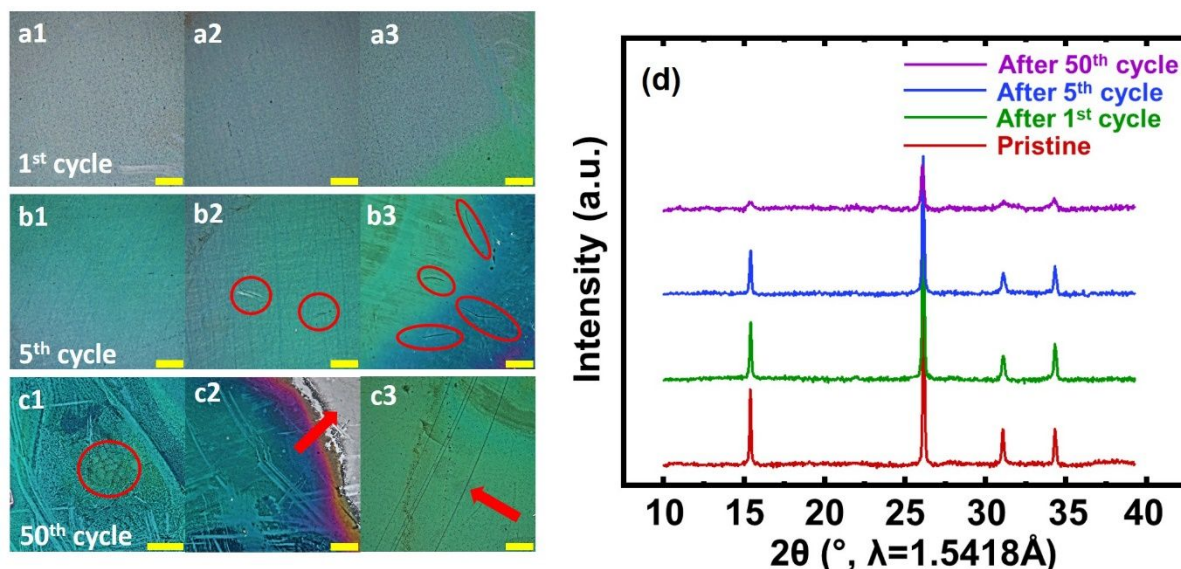 a1
a2
a3
1st cycle
b1
b2
b3
5th cycle
c1
c2
c3
50th cycle
(d)
After 50th cycle
After 5th cycle
After 1st cycle
Pristine
Intensity (a.u.)
10 15 20 25 30 35 40
2θ (°, λ=1.5418Å)